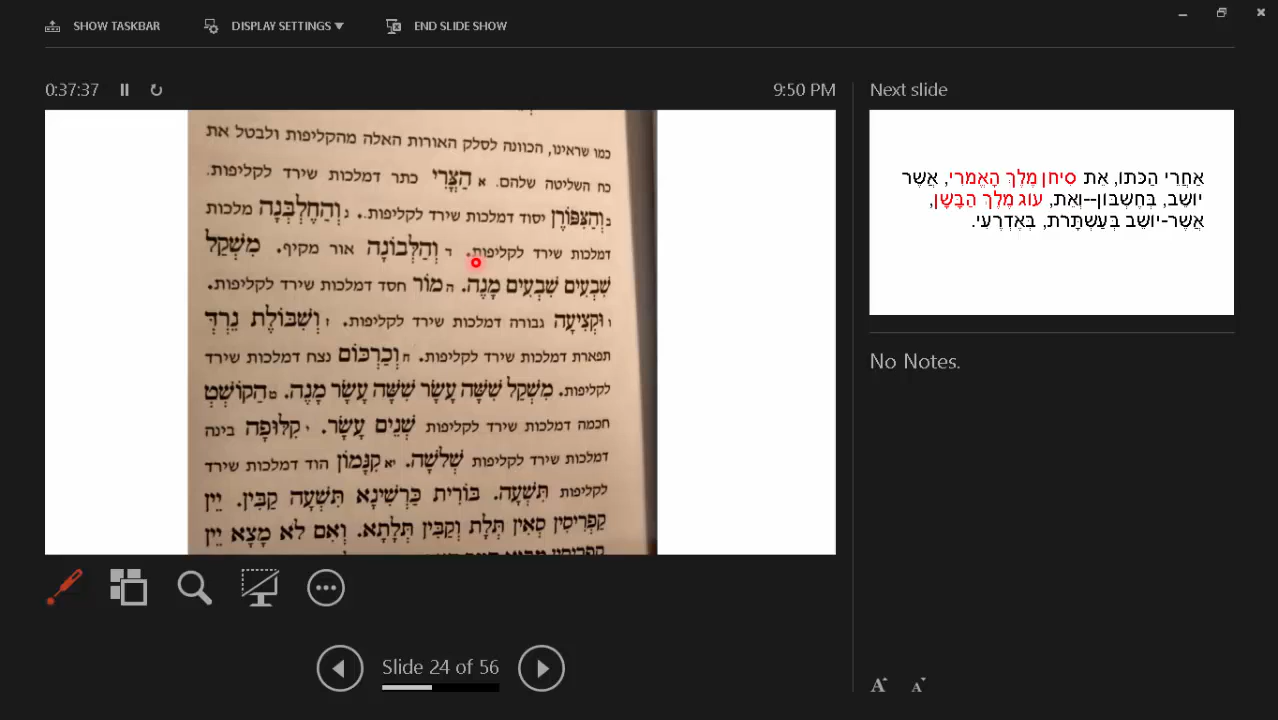 SHOW TASKBAR
DISPLAY SETTINGS ▼
END SLIDE SHOW
0:37:37
9:50 PM
כמו שראינו, הכוונה לסלק האורות האלה מהקליפות ולבטל את
כח השליטה שלהם. א הַצֳּרִי כתר דמלכות שירד לקליפות.
ב וְהַצִּפּוֹרֶן יסוד דמלכות שירד לקליפות. ג וְהַחֶלְבְּנָה מלכות
דמלכות שירד לקליפות. ד וְהַלְּבוֹנָה אור מקיף. מִשְׁקַל
שִׁבְעִים שִׁבְעִים מָנֶה. ה מוֹר חסד דמלכות שירד לקליפות.
ו וּקְצִיעָה גבורה דמלכות שירד לקליפות. ז וְשִׁבּוֹלֶת נֵרְדְּ
תפארת דמלכות שירד לקליפות. ח וְכַרְכּוֹם נצח דמלכות שירד
לקליפות. מִשְׁקַל שִׁשָּׁה עָשָׂר שִׁשָּׁה עָשָׂר מָנֶה. ט הַקּוֹשְׁטְ
חכמה דמלכות שירד לקליפות שְׁנֵים עָשָׂר. י קִלּוּפָה בינה
דמלכות שירד לקליפות שְׁלֹשָׁה. יא קִנָּמוֹן הוד דמלכות שירד
לקליפות תִּשְׁעָה. בּוֹרִית כַּרְשִׁינָא תִּשְׁעָה קַבִּין. יֵין
קַפְרִיסִין סְאִין תְּלָת וְקַבִּין תְּלָתָא. וְאִם לֹא מָצָא יֵין
Slide 24 of 56
Next slide
אַחֲרֵי הַכֹּתוֹ, אֵת סִיחֹן מֶלֶךְ הָאֱמֹרִי, אֲשֶׁר
יוֹשֵׁב, בְּחֶשְׁבּוֹן--וְאֵת, עוֹג מֶלֶךְ הַבָּשָׁן,
אֲשֶׁר-יוֹשֵׁב בְּעַשְׁתָּרֹת, בְּאֶדְרֶעִי.
No Notes.
A A